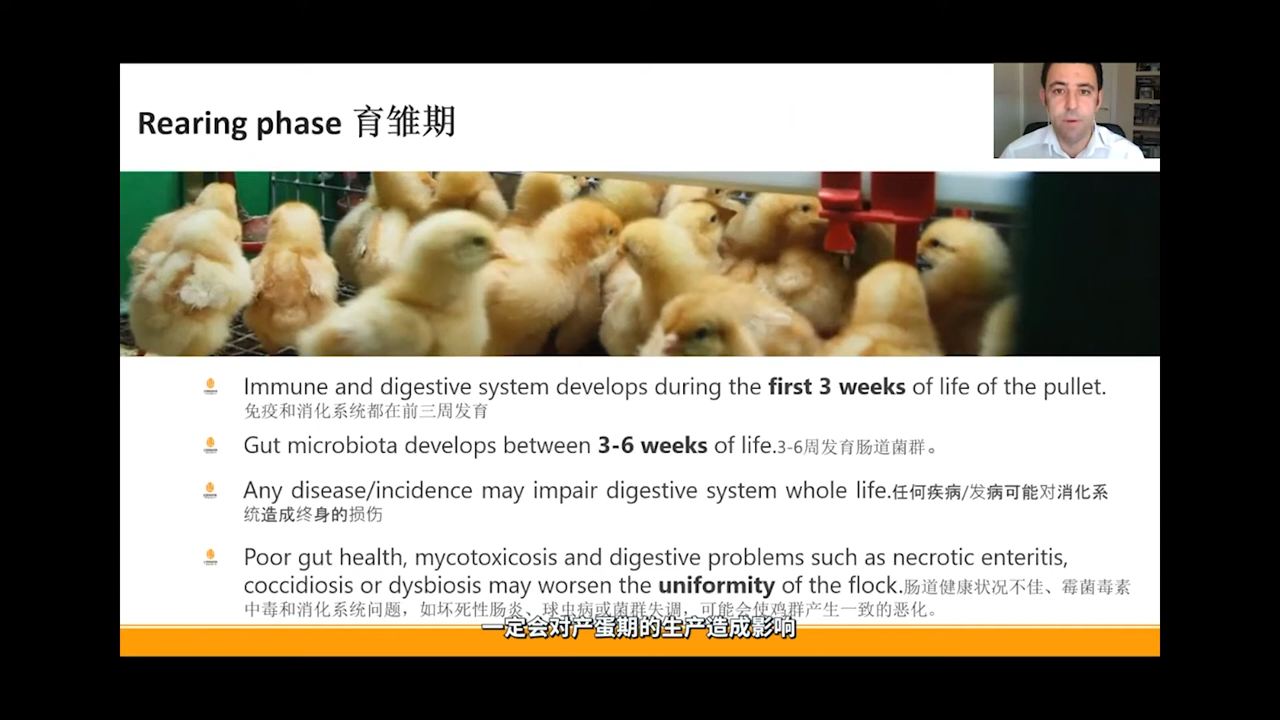 Rearing phase 育雏期
Immune and digestive system develops during the first 3 weeks of life of the pullet.
免疫和消化系统都在前三周发育
Gut microbiota develops between 3-6 weeks of life.3-6周发育肠道菌群。
Any disease/incidence may impair digestive system whole life.任何疾病/发病可能对消化系
统造成终身的损伤
Poor gut health, mycotoxicosis and digestive problems such as necrotic enteritis,
coccidiosis or dysbiosis may worsen the uniformity of the flock.肠道健康状况不佳、霉菌毒素
中毒和消化系统问题，如坏死性肠炎、球虫病或菌群失调，可能会使鸡群产生一致的恶化。
一定会对产蛋期的生产造成影响